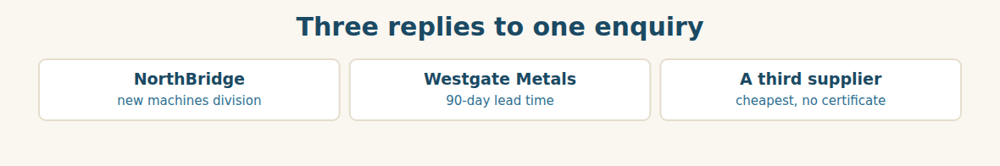 Three replies to one enquiry
NorthBridge
new machines division
Westgate Metals
90-day lead time
A third supplier
cheapest, no certificate